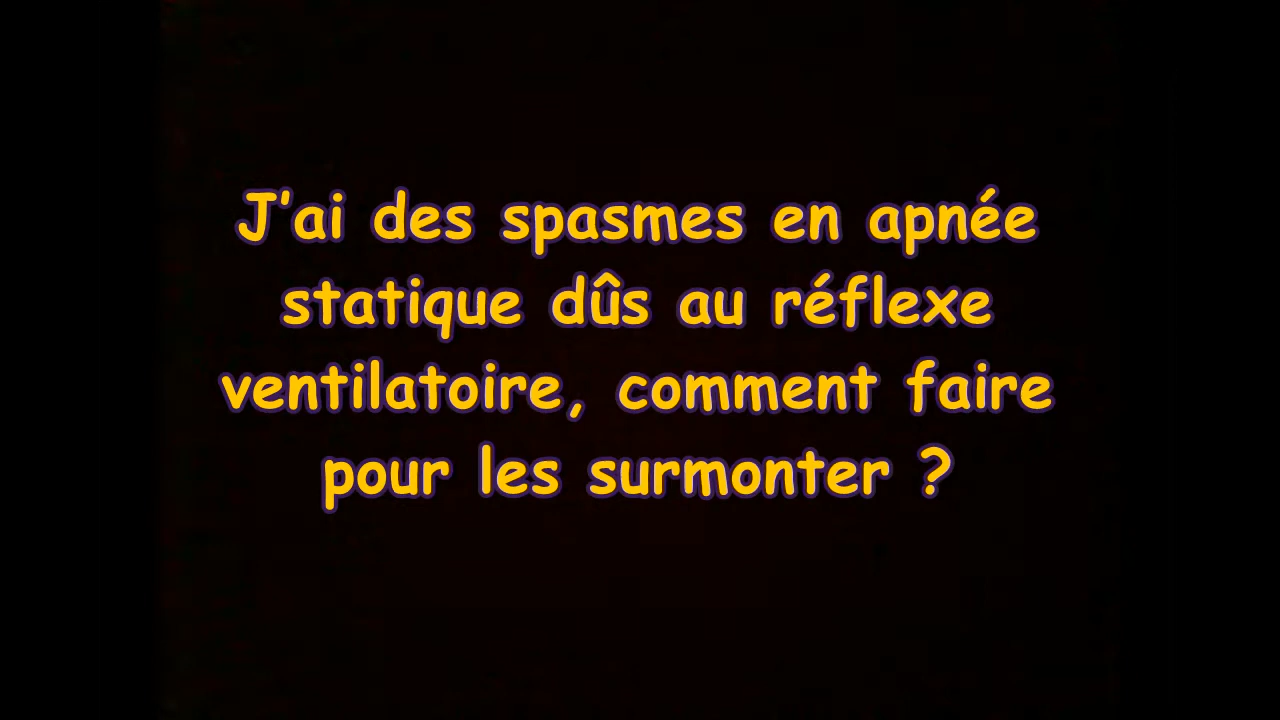 J’ai des spasmes en apnée
statique dûs au réflexe
ventilatoire, comment faire
pour les surmonter ?